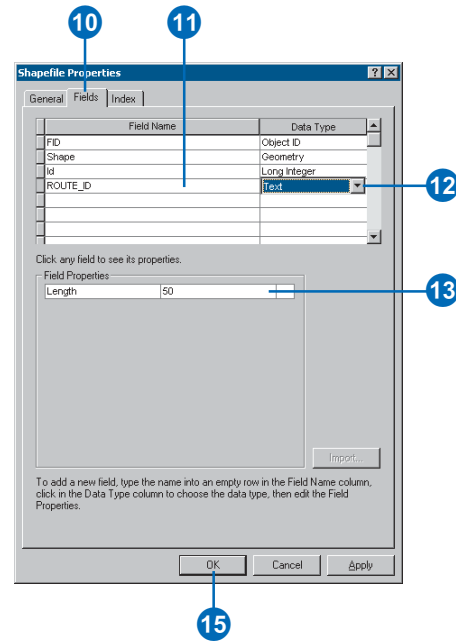 10 11
Shapefile Properties
General Fields Index
Field Name Data Type
FID Object ID
Shape Geometry
Id Long Integer
ROUTE_ID Text
12
Click any field to see its properties.
Field Properties
Length 50
13
Import...
To add a new field, type the name into an empty row in the Field Name column,
click in the Data Type column to choose the data type, then edit the Field
Properties.
OK Cancel Apply
15